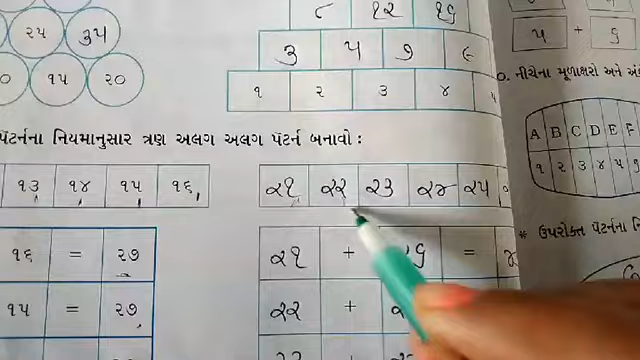 ૮ ૧૨ ૧૬
૨૫ ૩૫
૩ ૫ ૭ ૯
૫ + ૬
૦ ૧૫ ૨૦
૧ ૨ ૩ ૪
૦. નીચેના મૂળાક્ષરો અને
પૅટર્નના નિયમાનુસાર ત્રણ અલગ અલગ પૅટર્ન બનાવો :
A B C D E F
૧ ૨ ૩ ૪ ૫ ૬
૧૩ ૧૪ ૧૫ ૧૬
૨૧ ૨૨ ૨૩ ૨૪ ૨૫
* ઉપરોક્ત પૅટર્નના
૧૬ = ૨૭
૨૧ + =
૧૫ = ૨૭
૨૨ +